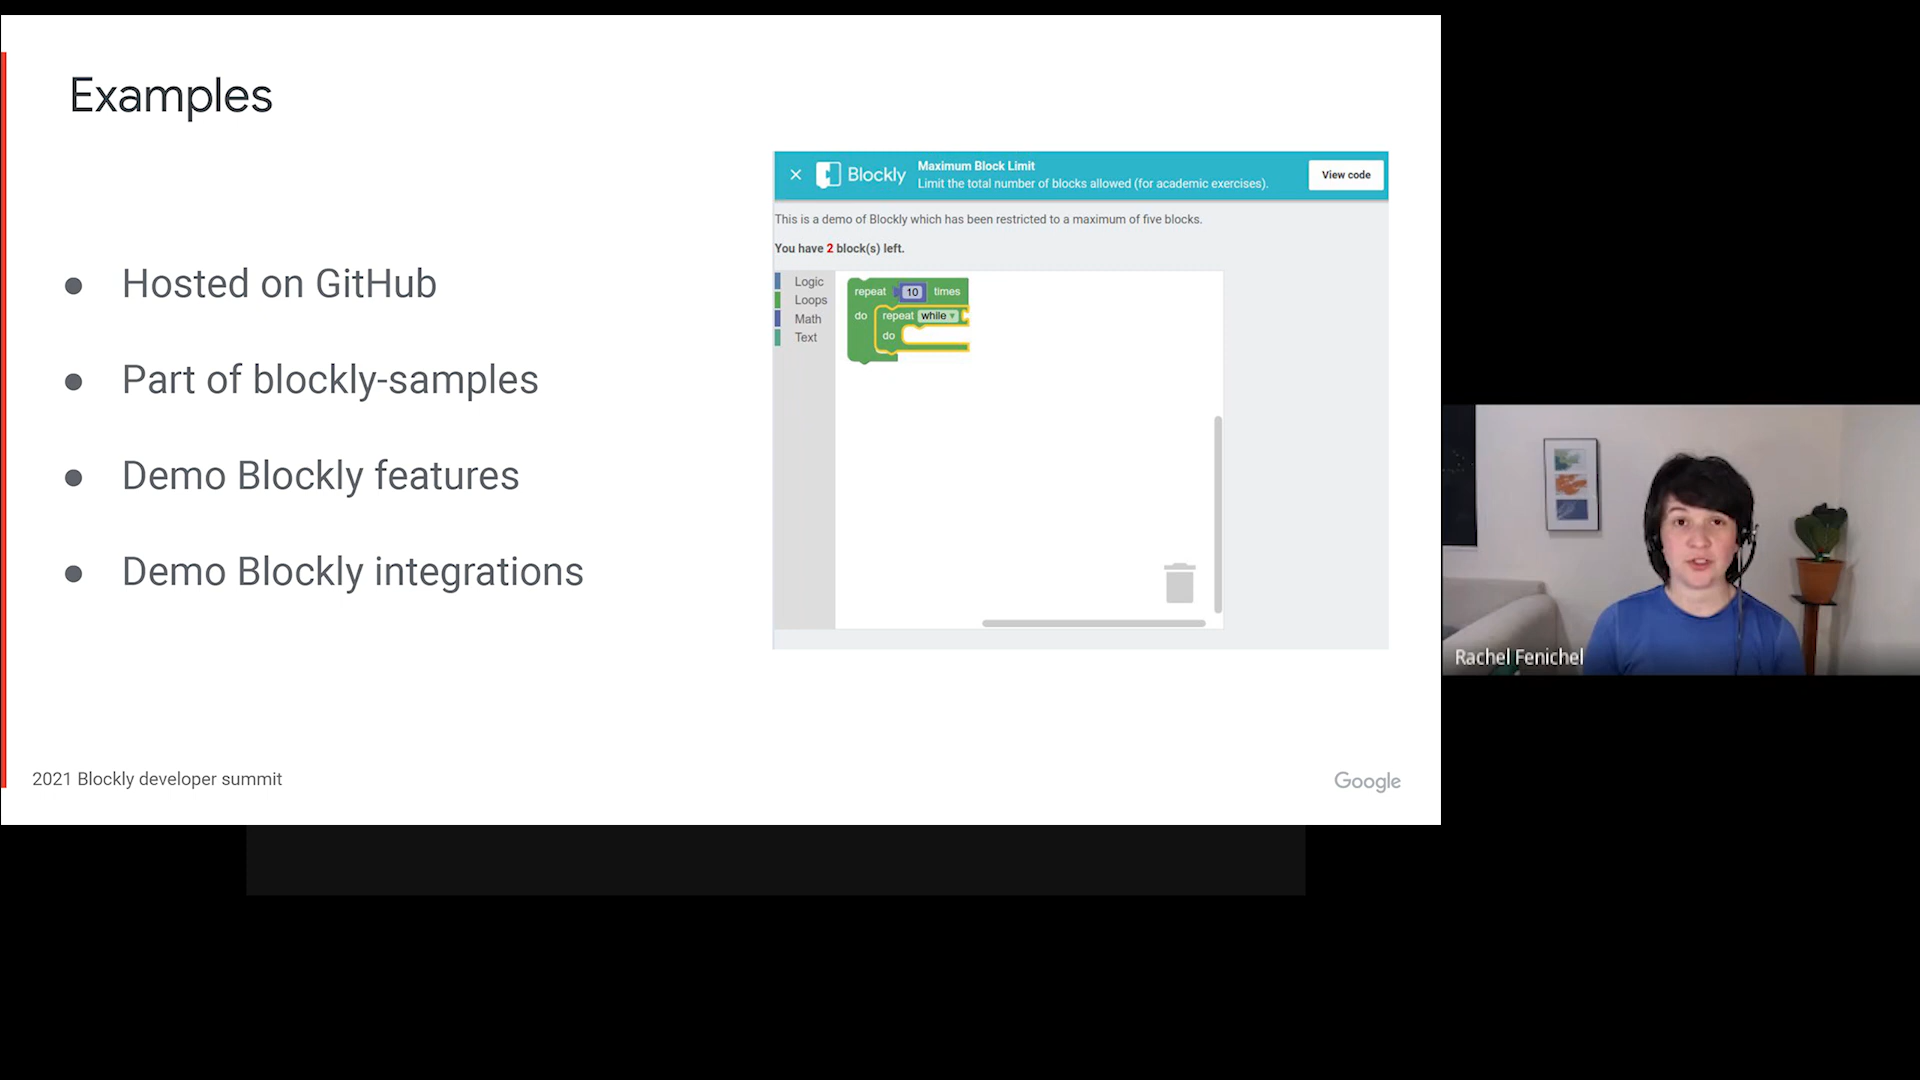 Examples
Hosted on GitHub
Part of blockly-samples
Demo Blockly features
Demo Blockly integrations
Blockly
Maximum Block Limit
Limit the total number of blocks allowed (for academic exercises).
View code
This is a demo of Blockly which has been restricted to a maximum of five blocks.
You have 2 block(s) left.
Logic
Loops
Math
Text
repeat 10 times
do repeat while
do
Rachel Fenichel
2021 Blockly developer summit
Google